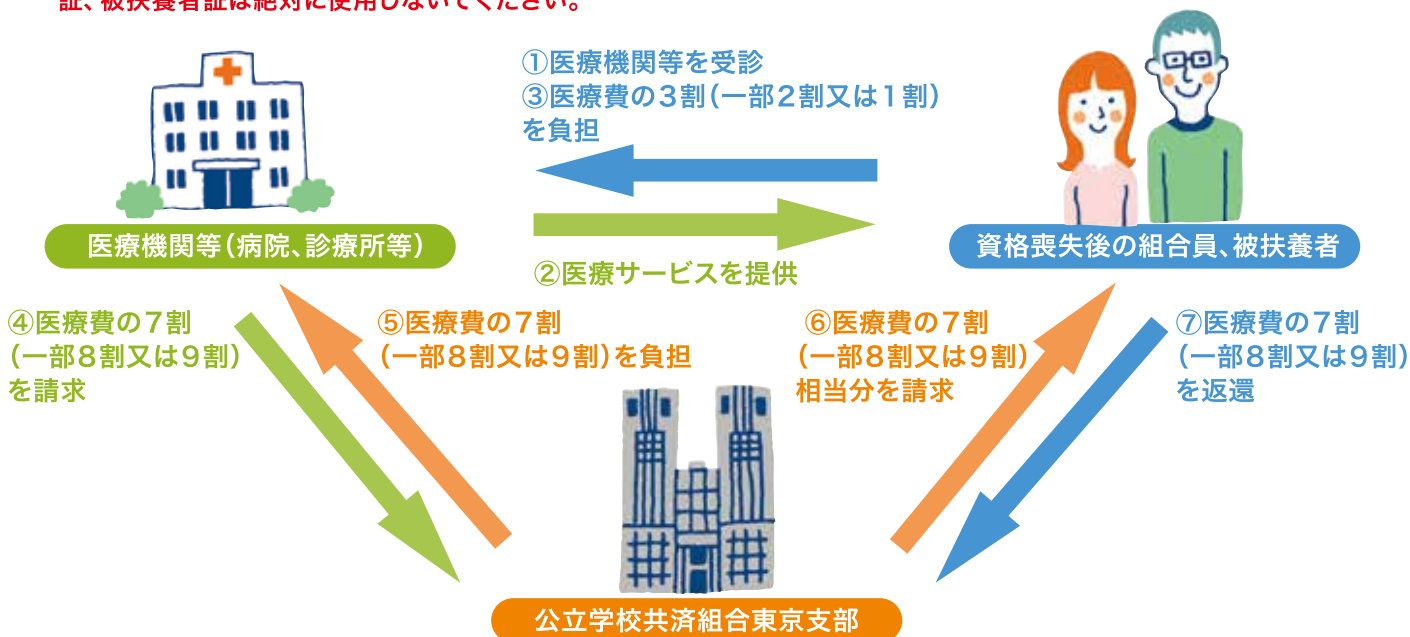 証、被扶養者証は絶対に使用しないでください。
①医療機関等を受診
③医療費の3割（一部2割又は1割）
を負担
医療機関等（病院、診療所等）
資格喪失後の組合員、被扶養者
②医療サービスを提供
④医療費の7割
（一部8割又は9割）
を請求
⑤医療費の7割
（一部8割又は9割）を負担
⑥医療費の7割
（一部8割又は9割）
相当分を請求
⑦医療費の7割
（一部8割又は9割）
を返還
公立学校共済組合東京支部